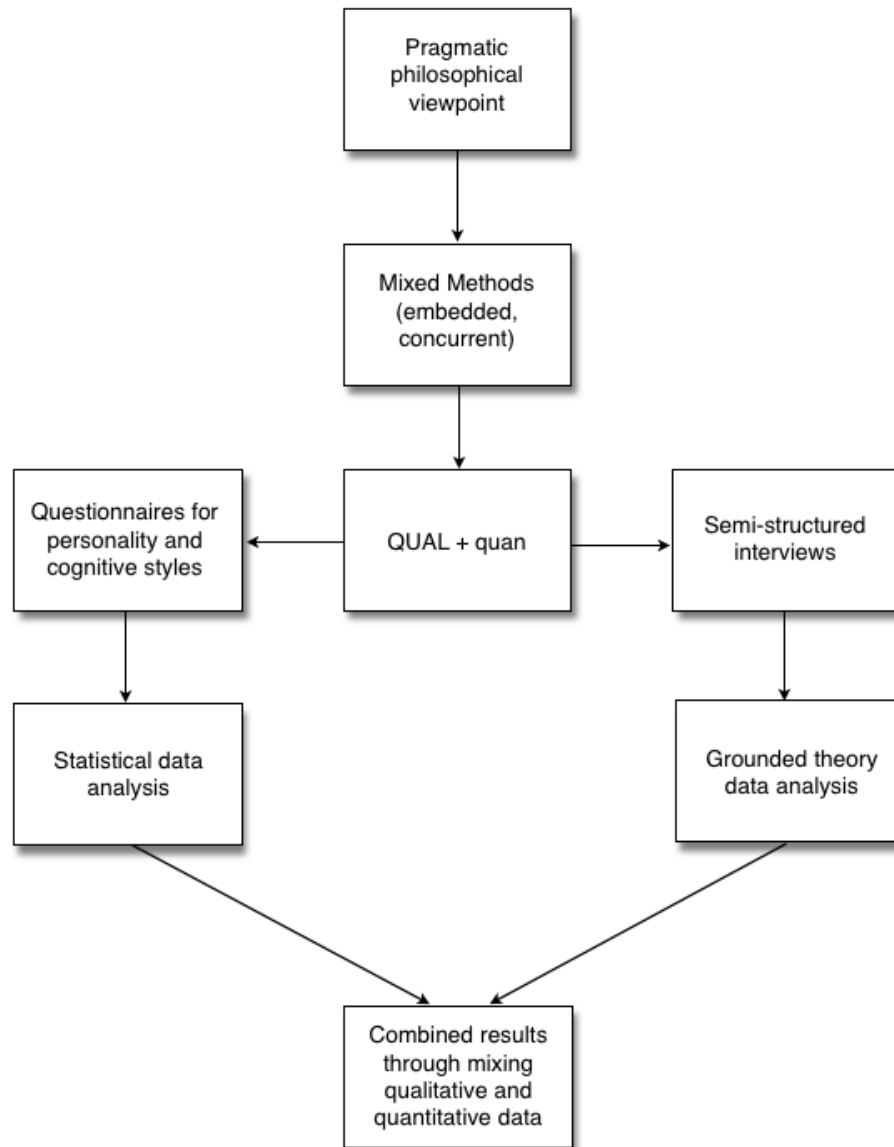 Pragmatic
philosophical
viewpoint
Mixed Methods
(embedded,
concurrent)
Questionnaires for
personality and
cognitive styles
QUAL + quan
Semi-structured
interviews
Statistical data
analysis
Grounded theory
data analysis
Combined results
through mixing
qualitative and
quantitative data